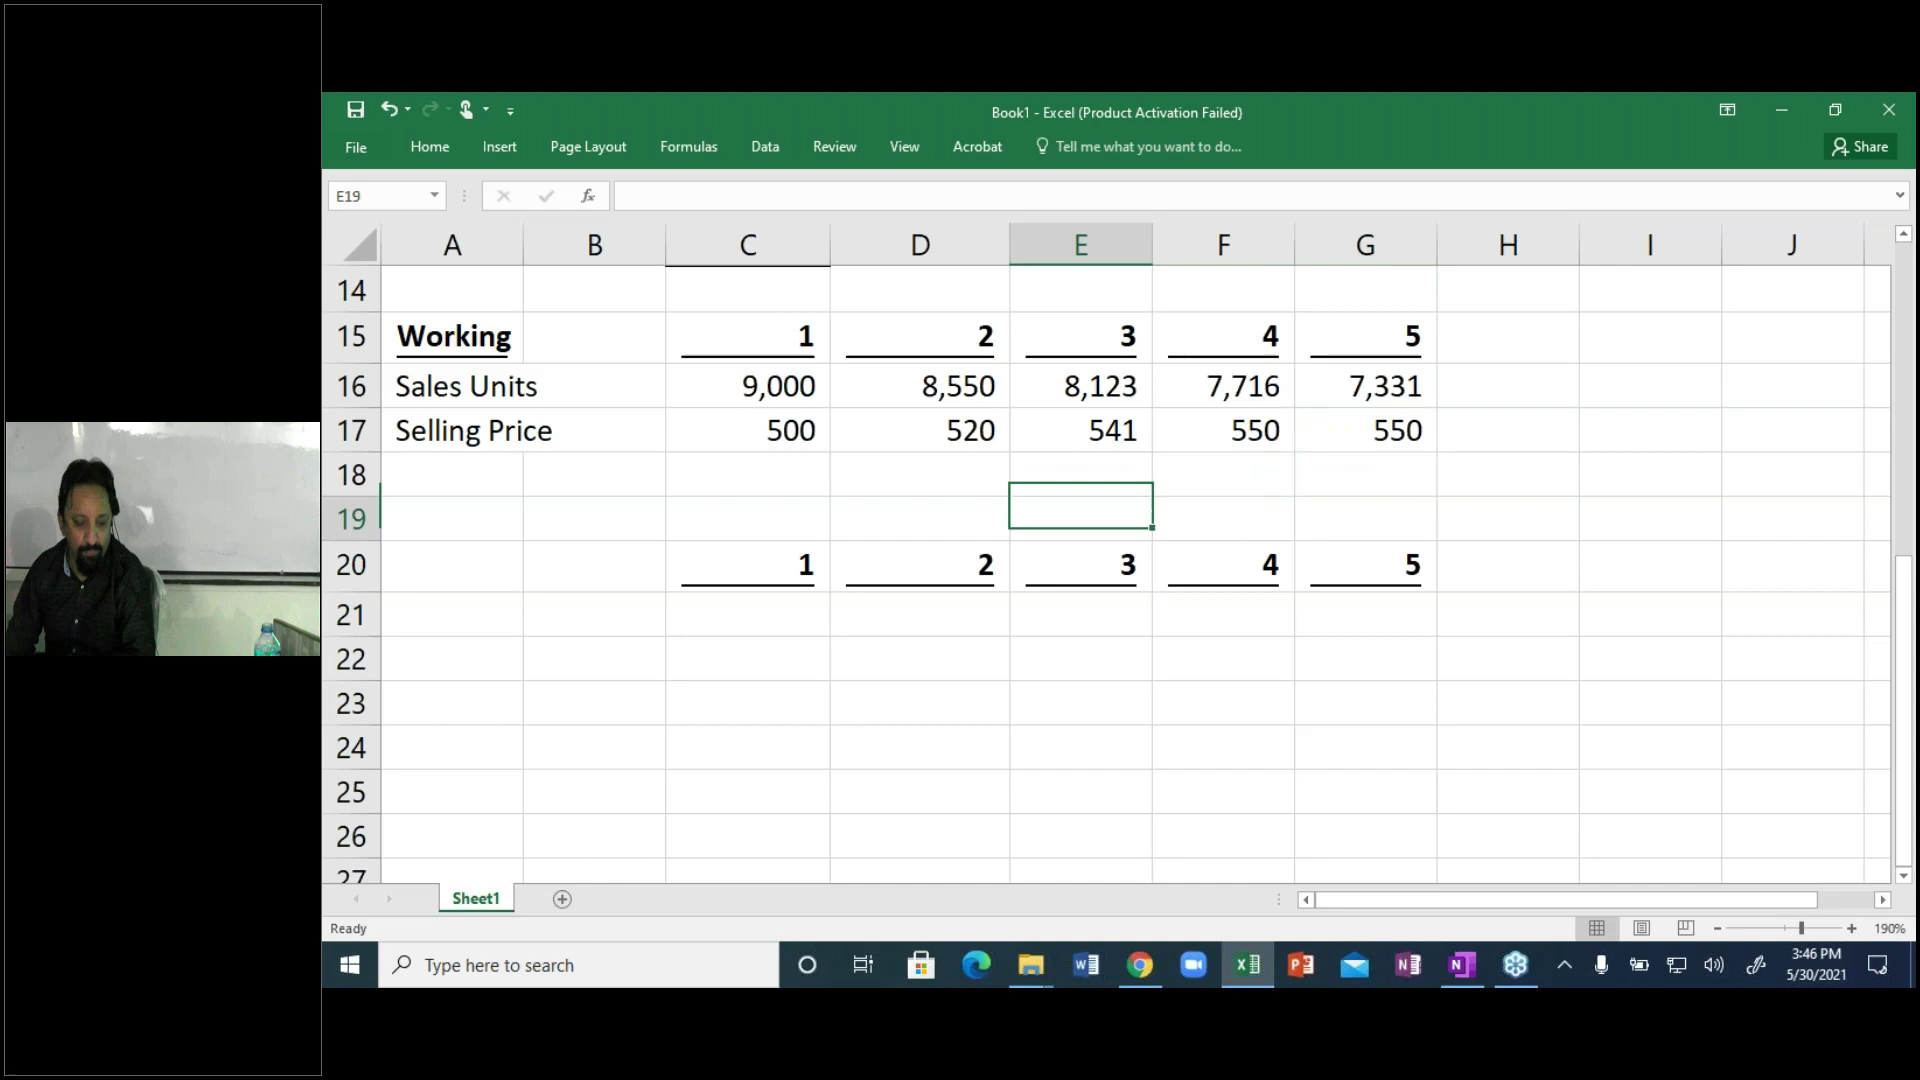 Book1 - Excel (Product Activation Failed)
File Home Insert Page Layout Formulas Data Review View Acrobat Tell me what you want to do... Share
E19 fx
A B C D E F G H I J
14
15 Working 1 2 3 4 5
16 Sales Units 9,000 8,550 8,123 7,716 7,331
17 Selling Price 500 520 541 550 550
18
19
20 1 2 3 4 5
21
22
23
24
25
26
27
Sheet1
Ready 190%
Type here to search 3:46 PM
5/30/2021